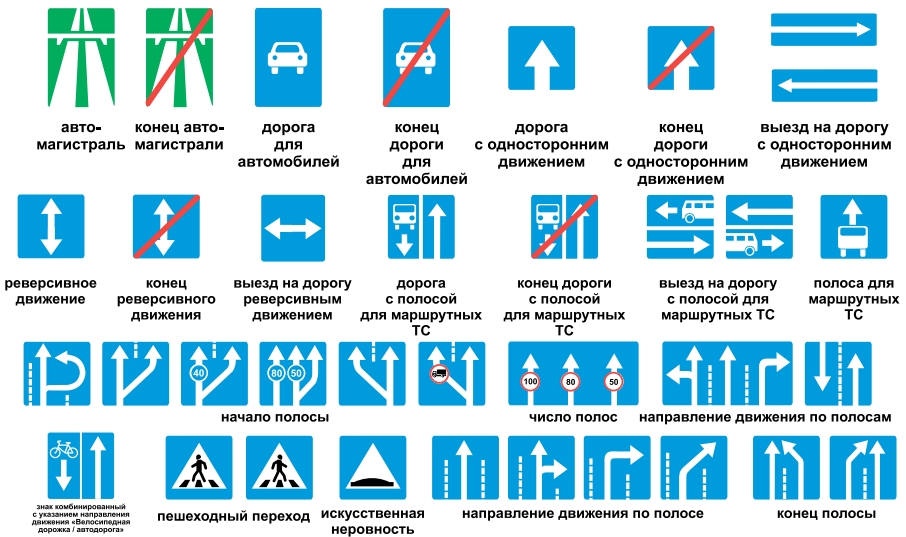 авто-
магистраль
конец авто-
магистрали
дорога
для
автомобилей
конец
дороги
для
автомобилей
дорога
с односторонним
движением
конец
дороги
с односторонним
движением
выезд на дорогу
с односторонним
движением
реверсивное
движение
конец
реверсивного
движения
выезд на дорогу
реверсивным
движением
дорога
с полосой
для маршрутных
ТС
конец дороги
с полосой
для маршрутных
ТС
выезд на дорогу
с полосой для
маршрутных ТС
полоса для
маршрутных
ТС
40
80 50
100 80 50
начало полосы
число полос
направление движения по полосам
знак комбинированный
с указанием направления
движения «Велосипедная
дорожка / автодорога»
пешеходный переход
искусственная
неровность
направление движения по полосе
конец полосы